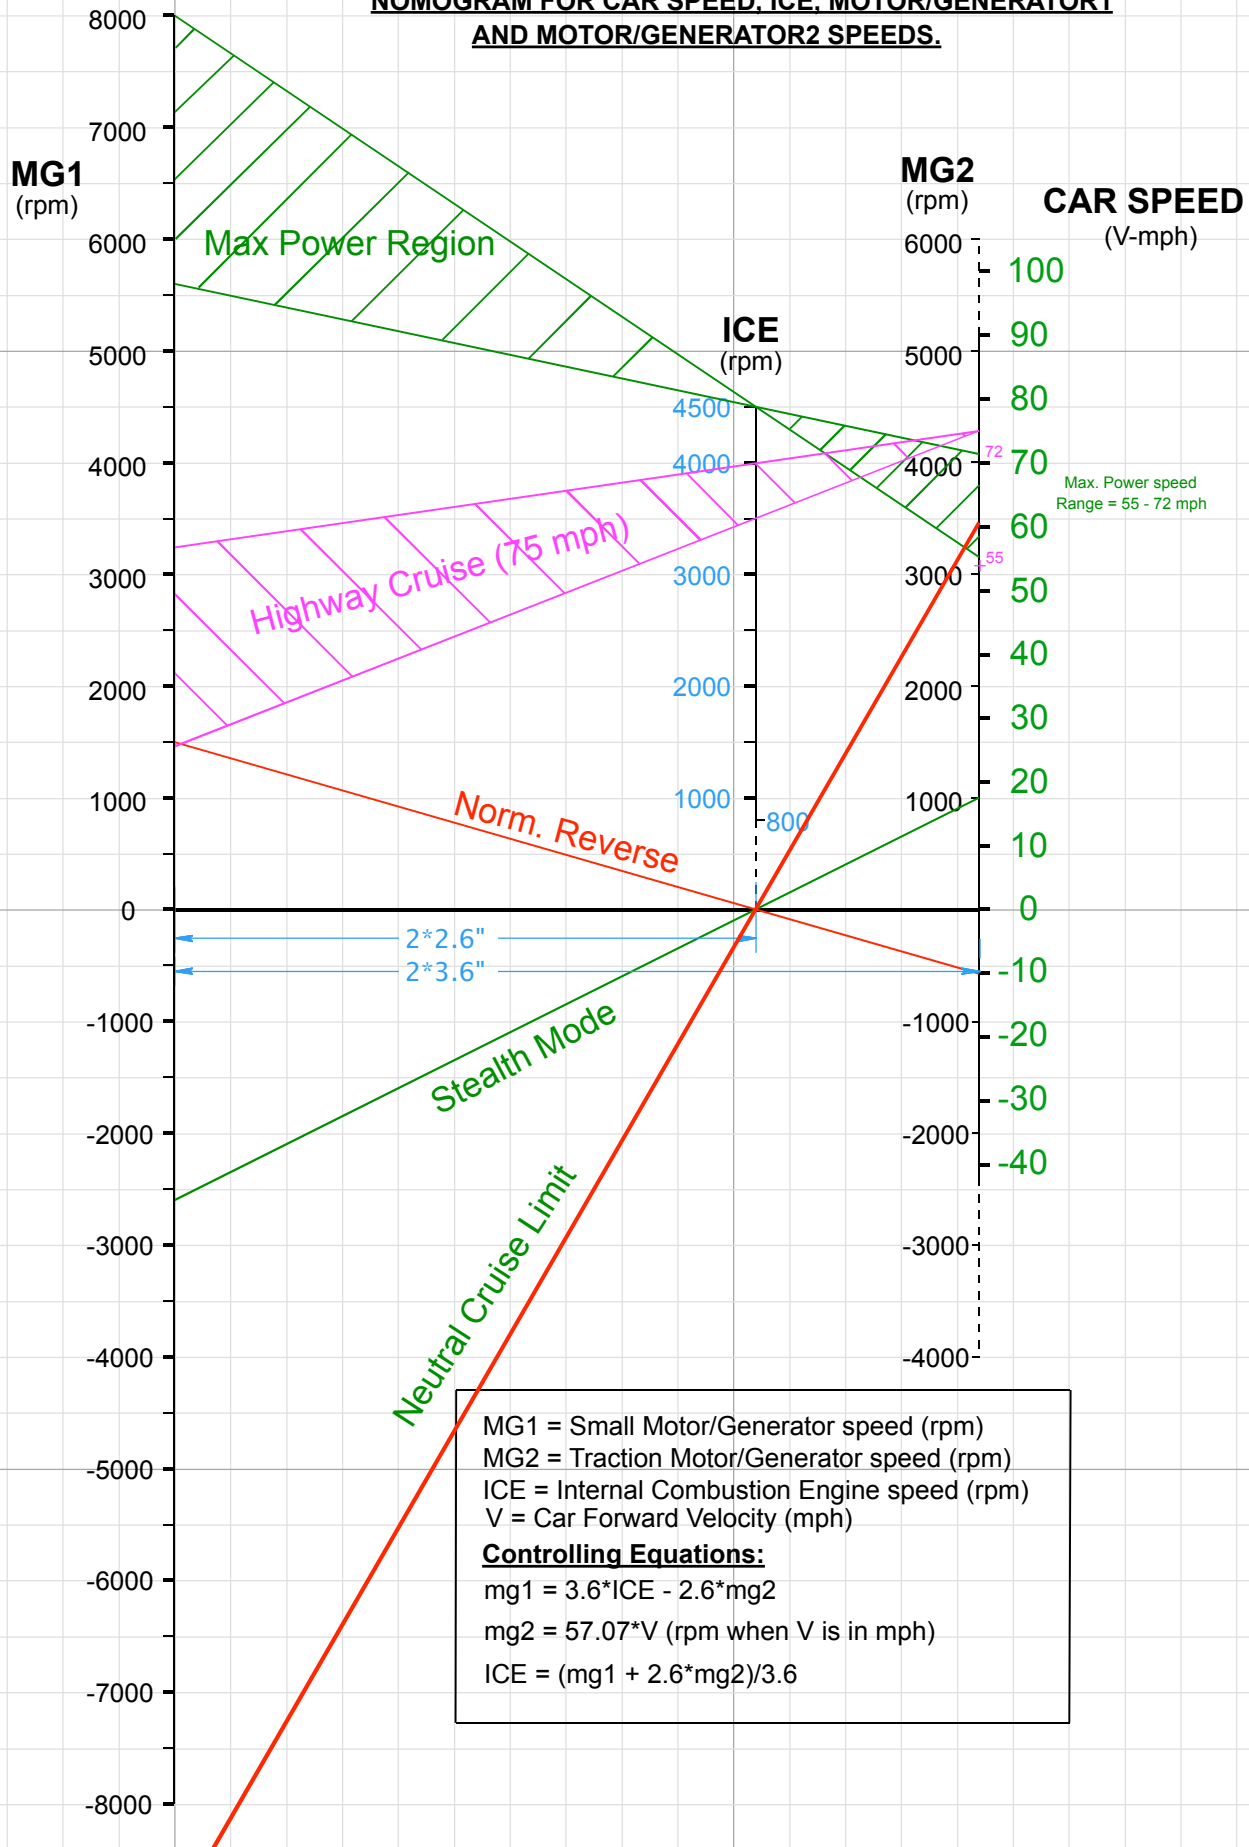 NOMOGRAM FOR CAR SPEED, ICE, MOTOR/GENERATOR1
AND MOTOR/GENERATOR2 SPEEDS.
MG1
(rpm)
8000
7000
6000
5000
4000
3000
2000
1000
0
-1000
-2000
-3000
-4000
-5000
-6000
-7000
-8000
Max Power Region
Highway Cruise (75 mph)
Norm. Reverse
Stealth Mode
Neutral Cruise Limit
ICE
(rpm)
4500
4000
3000
2000
1000
800
2*2.6"
2*3.6"
MG2
(rpm)
6000
5000
4000
3000
2000
1000
-1000
-2000
-3000
-4000
CAR SPEED
(V-mph)
100
90
80
70
60
50
40
30
20
10
0
-10
-20
-30
-40
72
55
Max. Power speed
Range = 55 - 72 mph
MG1 = Small Motor/Generator speed (rpm)
MG2 = Traction Motor/Generator speed (rpm)
ICE = Internal Combustion Engine speed (rpm)
V = Car Forward Velocity (mph)
Controlling Equations:
mg1 = 3.6*ICE - 2.6*mg2
mg2 = 57.07*V (rpm when V is in mph)
ICE = (mg1 + 2.6*mg2)/3.6